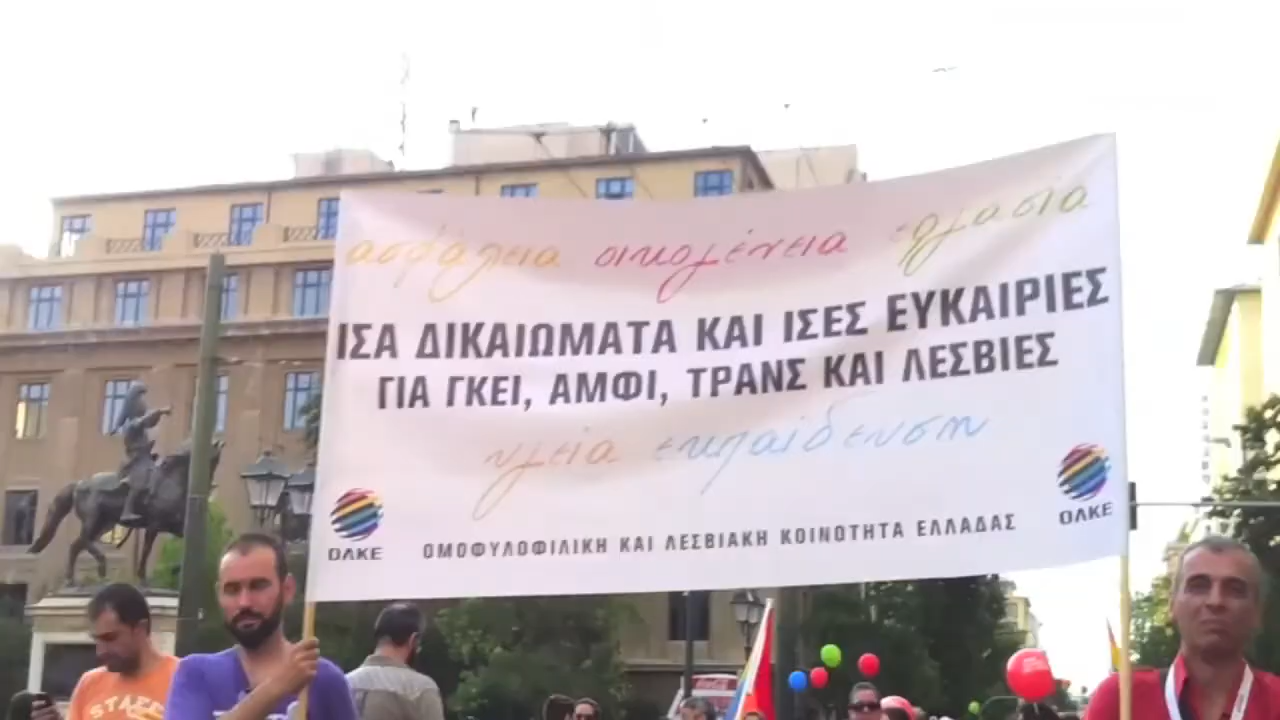 ασφάλεια οικογένεια εργασία
ΙΣΑ ΔΙΚΑΙΩΜΑΤΑ ΚΑΙ ΙΣΕΣ ΕΥΚΑΙΡΙΕΣ
ΓΙΑ ΓΚΕΙ, ΑΜΦΙ, ΤΡΑΝΣ ΚΑΙ ΛΕΣΒΙΕΣ
υγεία εκπαίδευση
ΟΛΚΕ
ΟΜΟΦΥΛΟΦΙΛΙΚΗ ΚΑΙ ΛΕΣΒΙΑΚΗ ΚΟΙΝΟΤΗΤΑ ΕΛΛΑΔΑΣ
ΟΛΚΕ